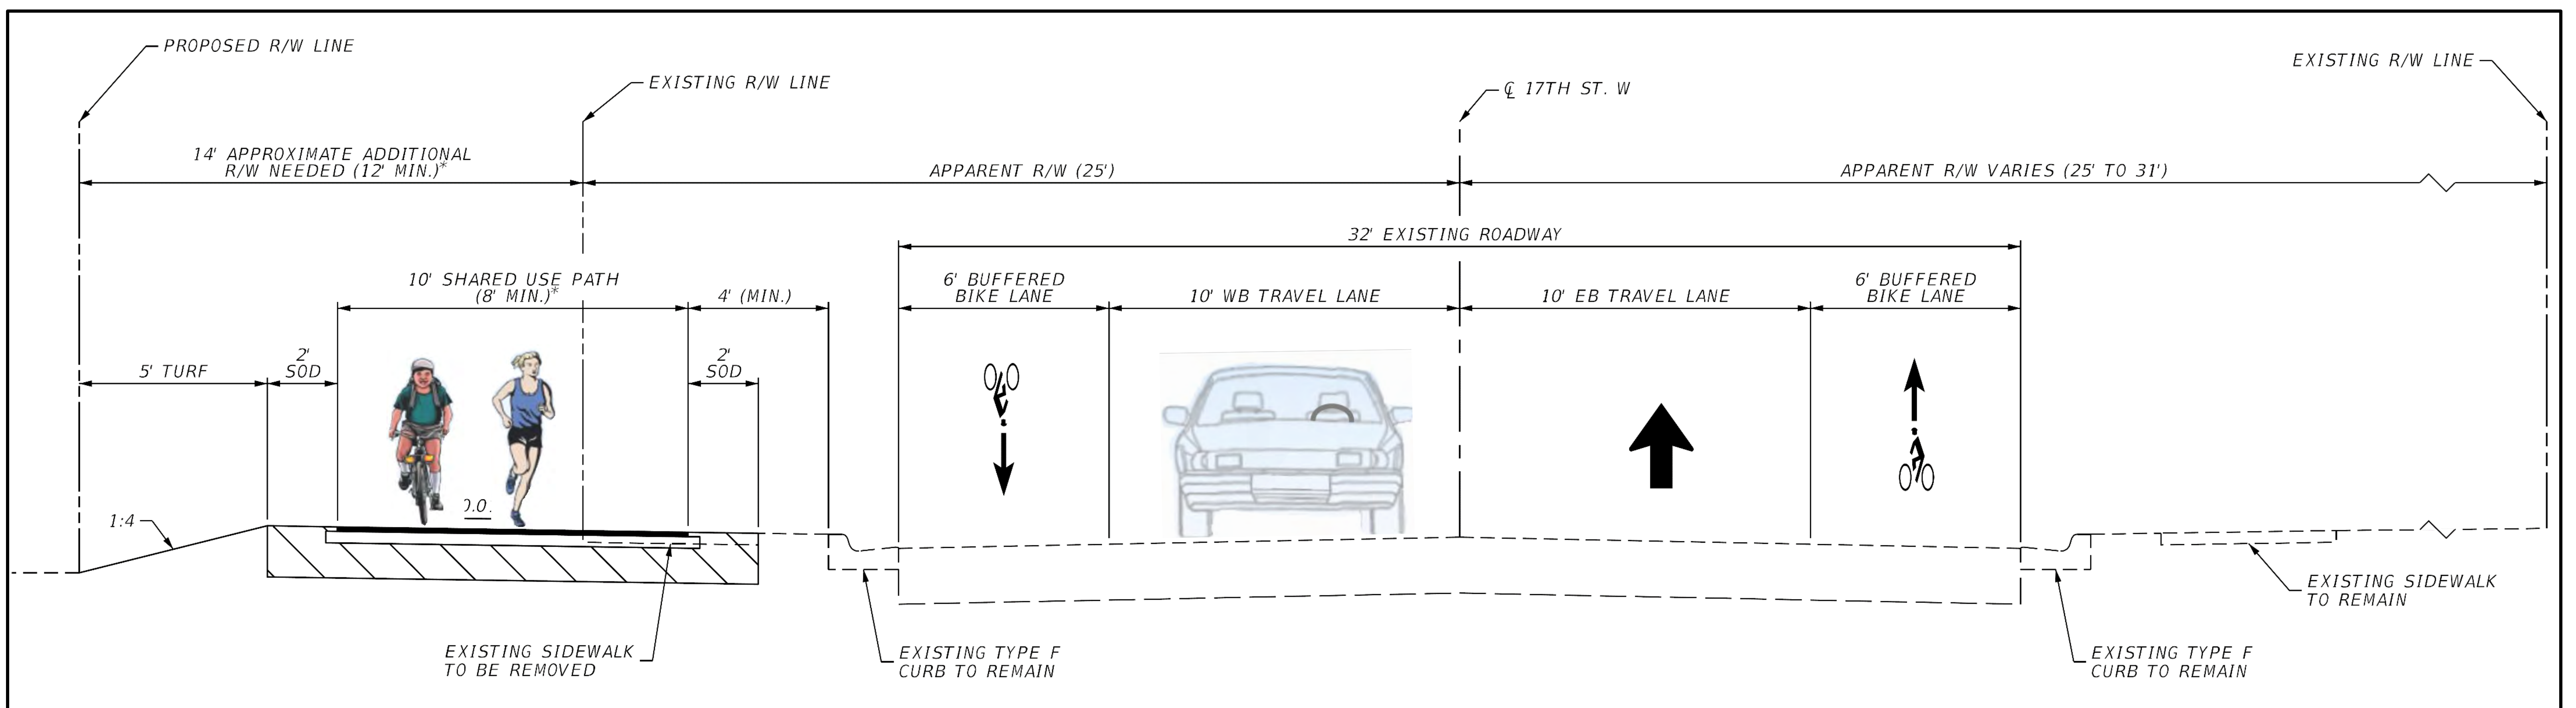 PROPOSED R/W LINE
EXISTING R/W LINE
℄ 17TH ST. W
EXISTING R/W LINE
14' APPROXIMATE ADDITIONAL
R/W NEEDED (12' MIN.)*
APPARENT R/W (25')
APPARENT R/W VARIES (25' TO 31')
32' EXISTING ROADWAY
10' SHARED USE PATH
(8' MIN.)*
4' (MIN.)
6' BUFFERED
BIKE LANE
10' WB TRAVEL LANE
10' EB TRAVEL LANE
6' BUFFERED
BIKE LANE
5' TURF
2'
SOD
2'
SOD
1:4
EXISTING SIDEWALK
TO BE REMOVED
EXISTING TYPE F
CURB TO REMAIN
EXISTING TYPE F
CURB TO REMAIN
EXISTING SIDEWALK
TO REMAIN